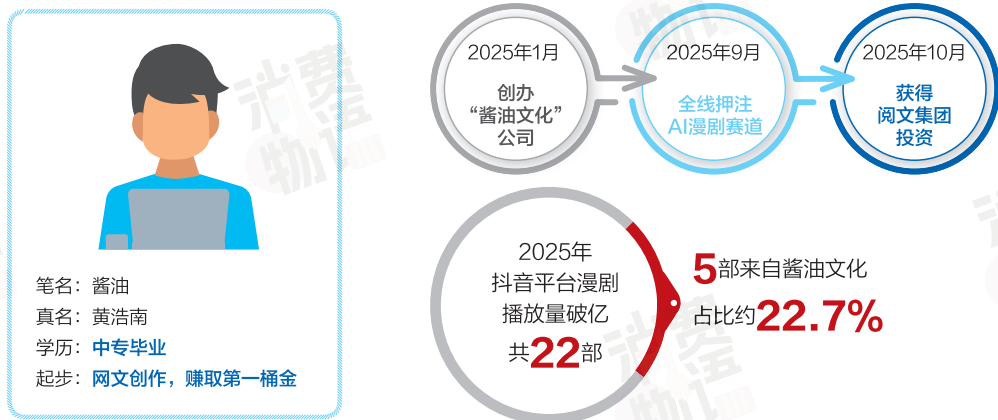 笔名：酱油
真名：黄浩南
学历：中专毕业
起步：网文创作，赚取第一桶金
2025年1月
创办
“酱油文化”
公司
2025年9月
全线押注
AI漫剧赛道
2025年10月
获得
阅文集团
投资
2025年
抖音平台漫剧
播放量破亿
共22部
5部来自酱油文化
占比约22.7%